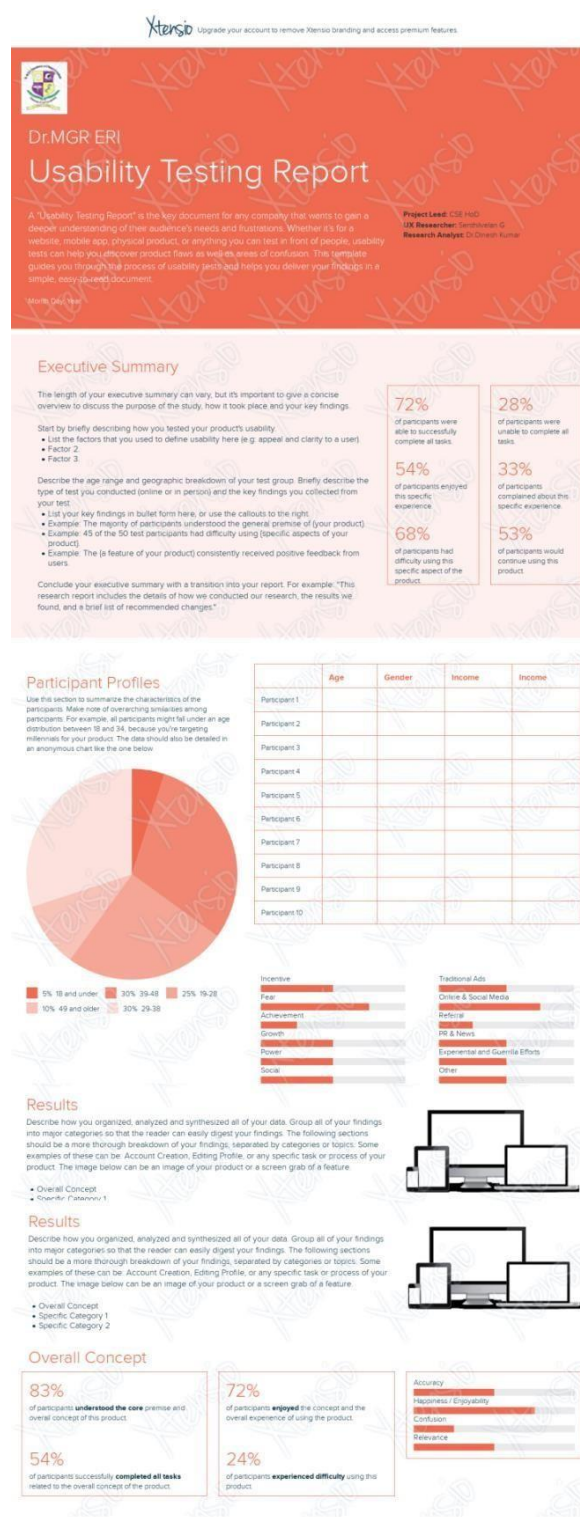 Xtensio Upgrade your account to remove Xtensio branding and access premium features.
Dr.MGR ERI
Usability Testing Report
A "Usability Testing Report" is the key document for any company that wants to gain a
deeper understanding of their audience's needs and frustrations. Whether it's for a
website, mobile app, physical product, or anything you can test in front of people, usability
tests can help you discover product flaws as well as areas of confusion. This template
guides you through the process of usability tests and helps you deliver your findings in a
simple, easy-to-read document.
Month Day, Year
Project Lead: CSE HoD
UX Researcher: Senthilvelan G
Research Analyst: Dr.Dinesh Kumar
Executive Summary
The length of your executive summary can vary, but it's important to give a concise
overview to discuss the purpose of the study, how it took place and your key findings.
Start by briefly describing how you tested your product's usability.
• List the factors that you used to define usability here (e.g. appeal and clarity to a user).
• Factor 2.
• Factor 3.
Describe the age range and geographic breakdown of your test group. Briefly describe the
type of test you conducted (online or in person) and the key findings you collected from
your test.
• List your key findings in bullet form here, or use the callouts to the right.
• Example: The majority of participants understood the general premise of {your product}.
• Example: 45 of the 50 test participants had difficulty using {specific aspects of your
product}.
• Example: The {a feature of your product} consistently received positive feedback from
users.
Conclude your executive summary with a transition into your report. For example: "This
research report includes the details of how we conducted our research, the results we
found, and a brief list of recommended changes."
72%
of participants were
able to successfully
complete all tasks.
28%
of participants were
unable to complete all
tasks.
54%
of participants enjoyed
this specific
experience.
33%
of participants
complained about this
specific experience.
68%
of participants had
difficulty using this
specific aspect of the
product.
53%
of participants would
continue using this
product.
Participant Profiles
Use this section to summarize the characteristics of the
participants. Make note of overarching similarities among
participants. For example, all participants might fall under an age
distribution between 18 and 34, because you're targeting
millennials for your product. The data should also be detailed in
an anonymous chart like the one below.
5% 18 and under 30% 39-48 25% 19-28
10% 49 and older 30% 29-38
Age Gender Income Income
Participant 1
Participant 2
Participant 3
Participant 4
Participant 5
Participant 6
Participant 7
Participant 8
Participant 9
Participant 10
Incentive
Fear
Achievement
Growth
Power
Social
Traditional Ads
Online & Social Media
Referral
PR & News
Experiential and Guerrilla Efforts
Other
Results
Describe how you organized, analyzed and synthesized all of your data. Group all of your findings
into major categories so that the reader can easily digest your findings. The following sections
should be a more thorough breakdown of your findings, separated by categories or topics. Some
examples of these can be: Account Creation, Editing Profile, or any specific task or process of your
product. The image below can be an image of your product or a screen grab of a feature.
• Overall Concept
• Specific Category 1
Results
Describe how you organized, analyzed and synthesized all of your data. Group all of your findings
into major categories so that the reader can easily digest your findings. The following sections
should be a more thorough breakdown of your findings, separated by categories or topics. Some
examples of these can be: Account Creation, Editing Profile, or any specific task or process of your
product. The image below can be an image of your product or a screen grab of a feature.
• Overall Concept
• Specific Category 1
• Specific Category 2
Overall Concept
83%
of participants understood the core premise and
overall concept of this product.
72%
of participants enjoyed the concept and the
overall experience of using the product.
54%
of participants successfully completed all tasks
related to the overall concept of the product.
24%
of participants experienced difficulty using this
product.
Accuracy
Happiness / Enjoyability
Confusion
Relevance